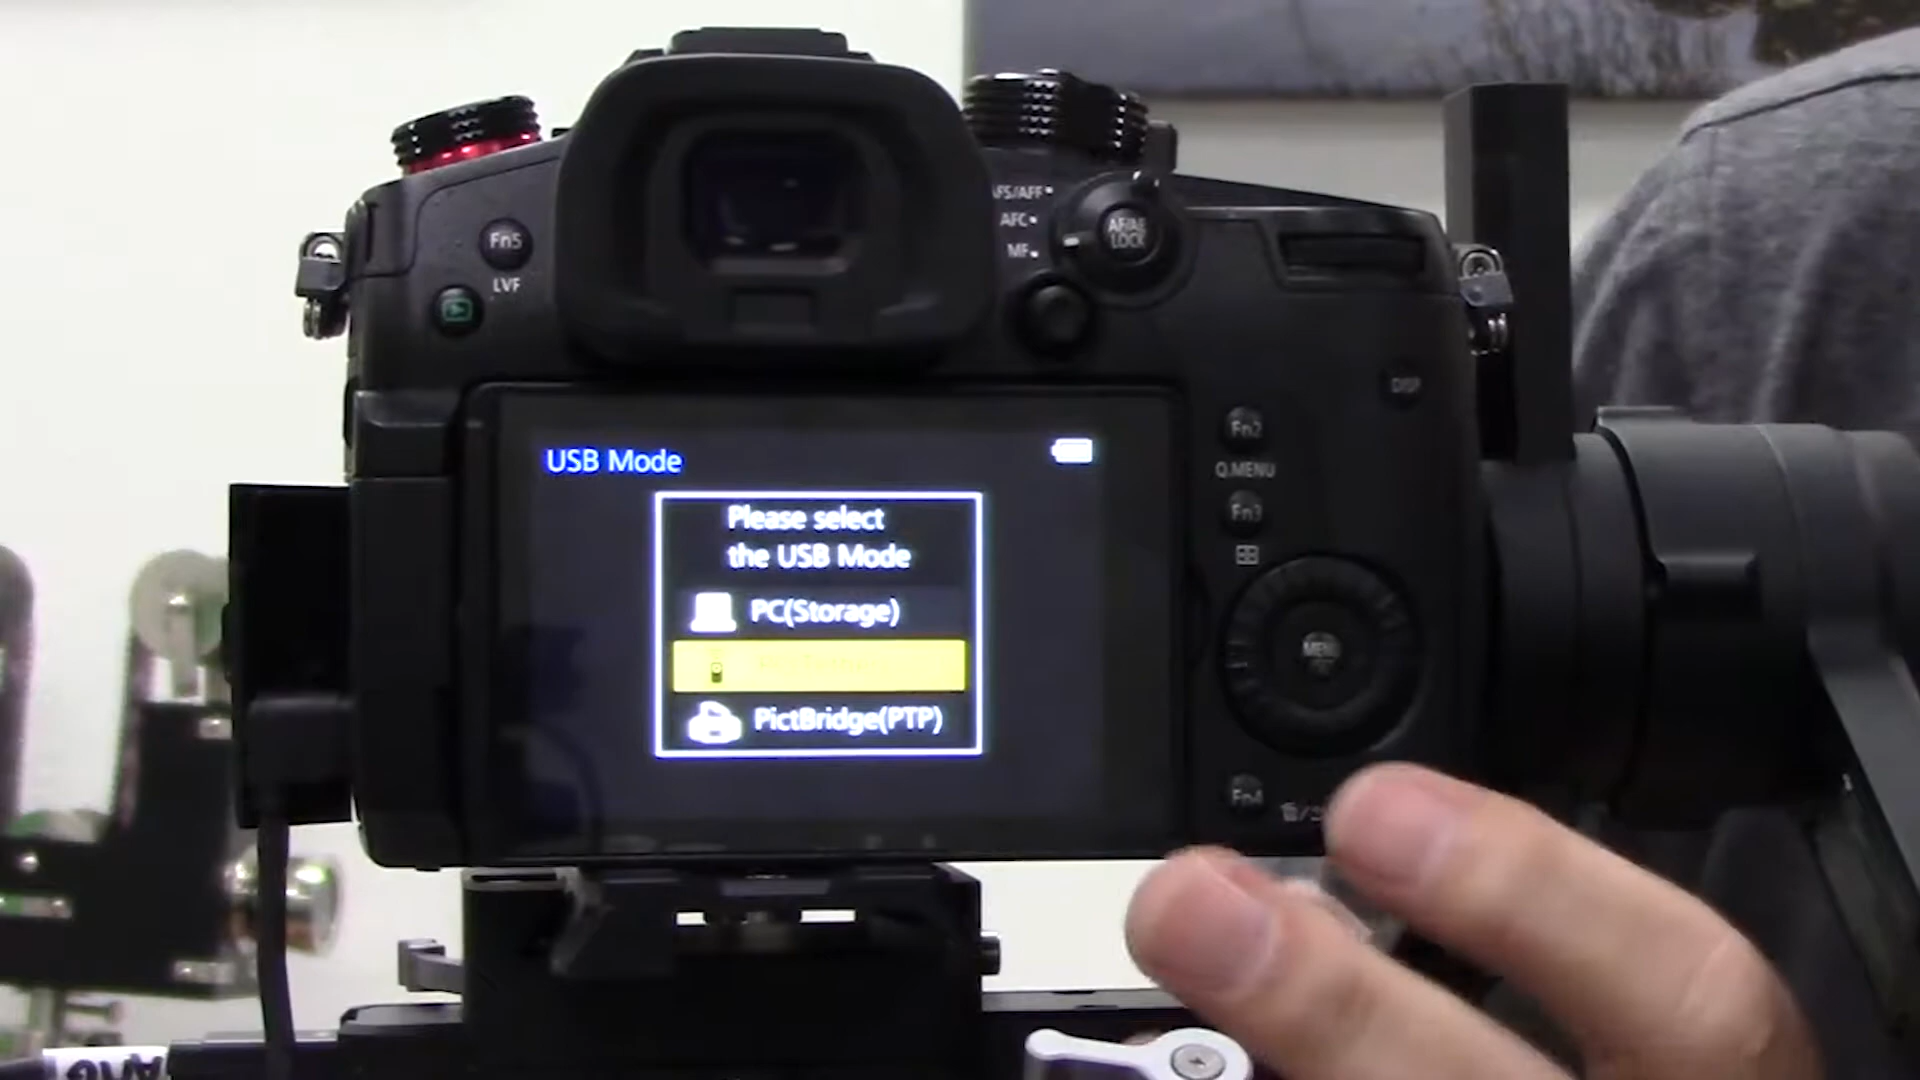 AFS/AFF
AFC
MF
AF/AE
LOCK
Fn5
LVF
DISP
Fn2
Q.MENU
Fn3
USB Mode
Please select
the USB Mode
PC(Storage)
PictBridge(PTP)
MENU
Fn4